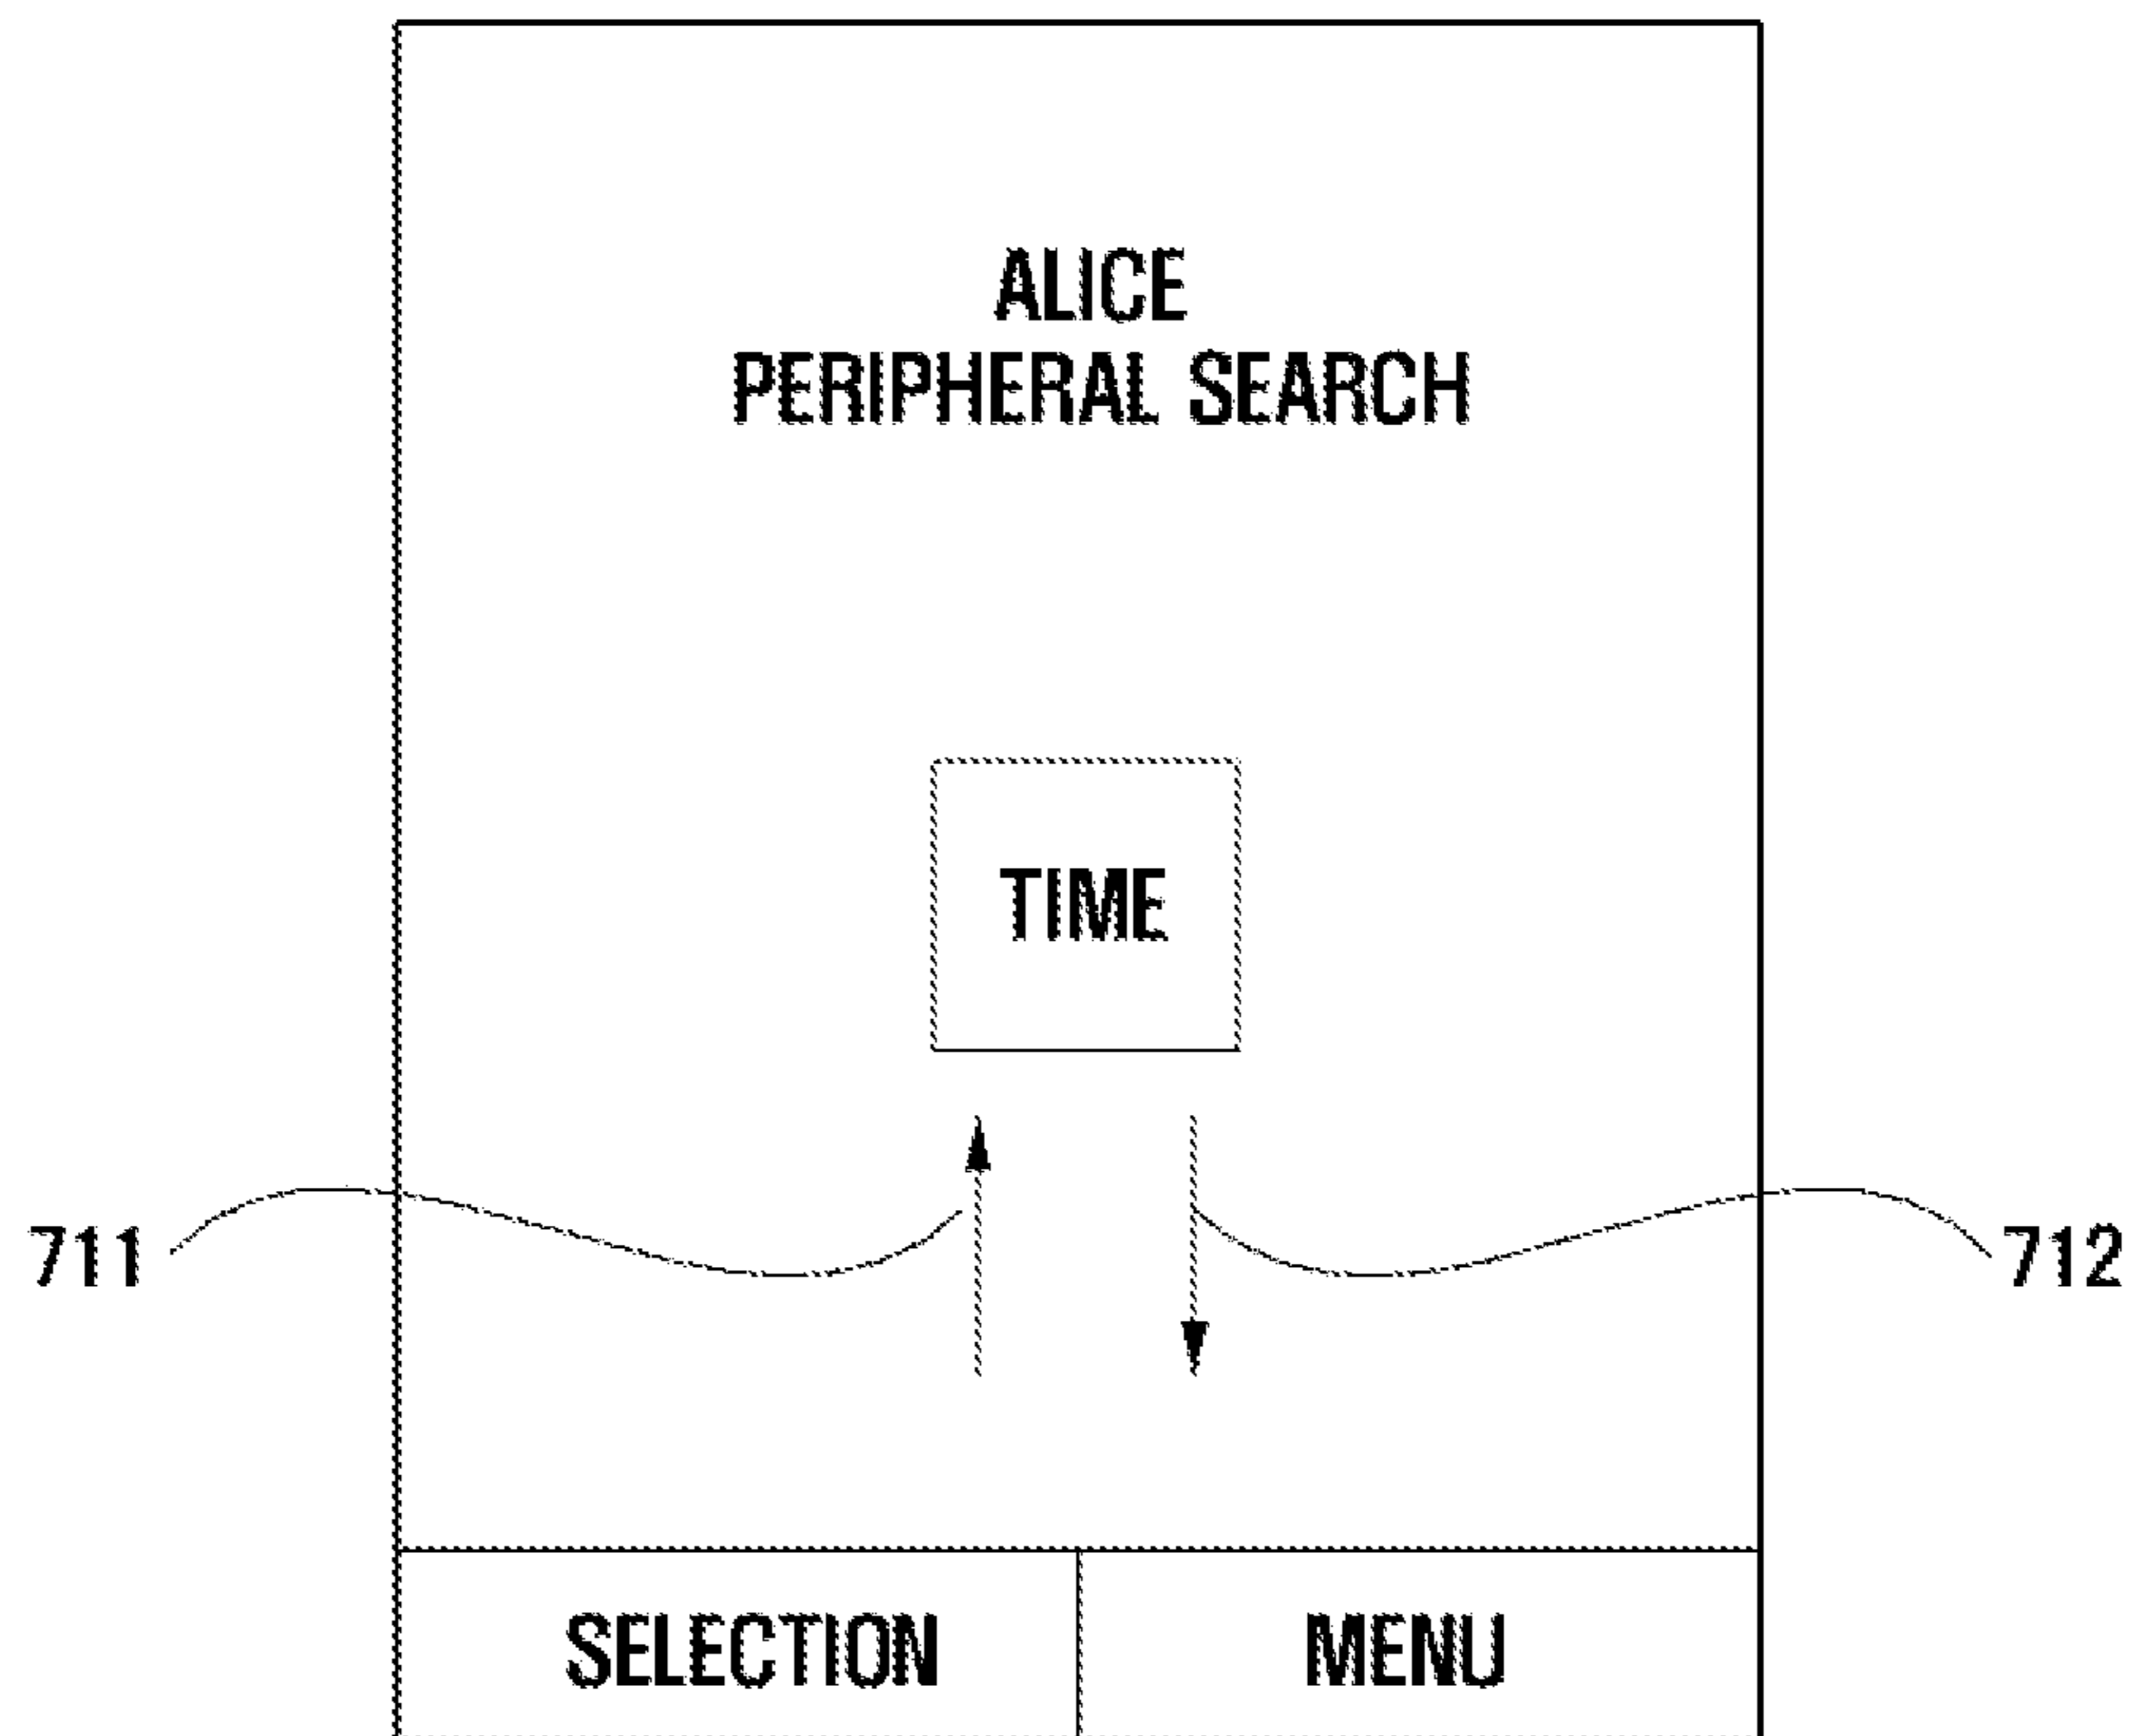 ALICE
PERIPHERAL SEARCH
TIME
711
712
SELECTION
MENU